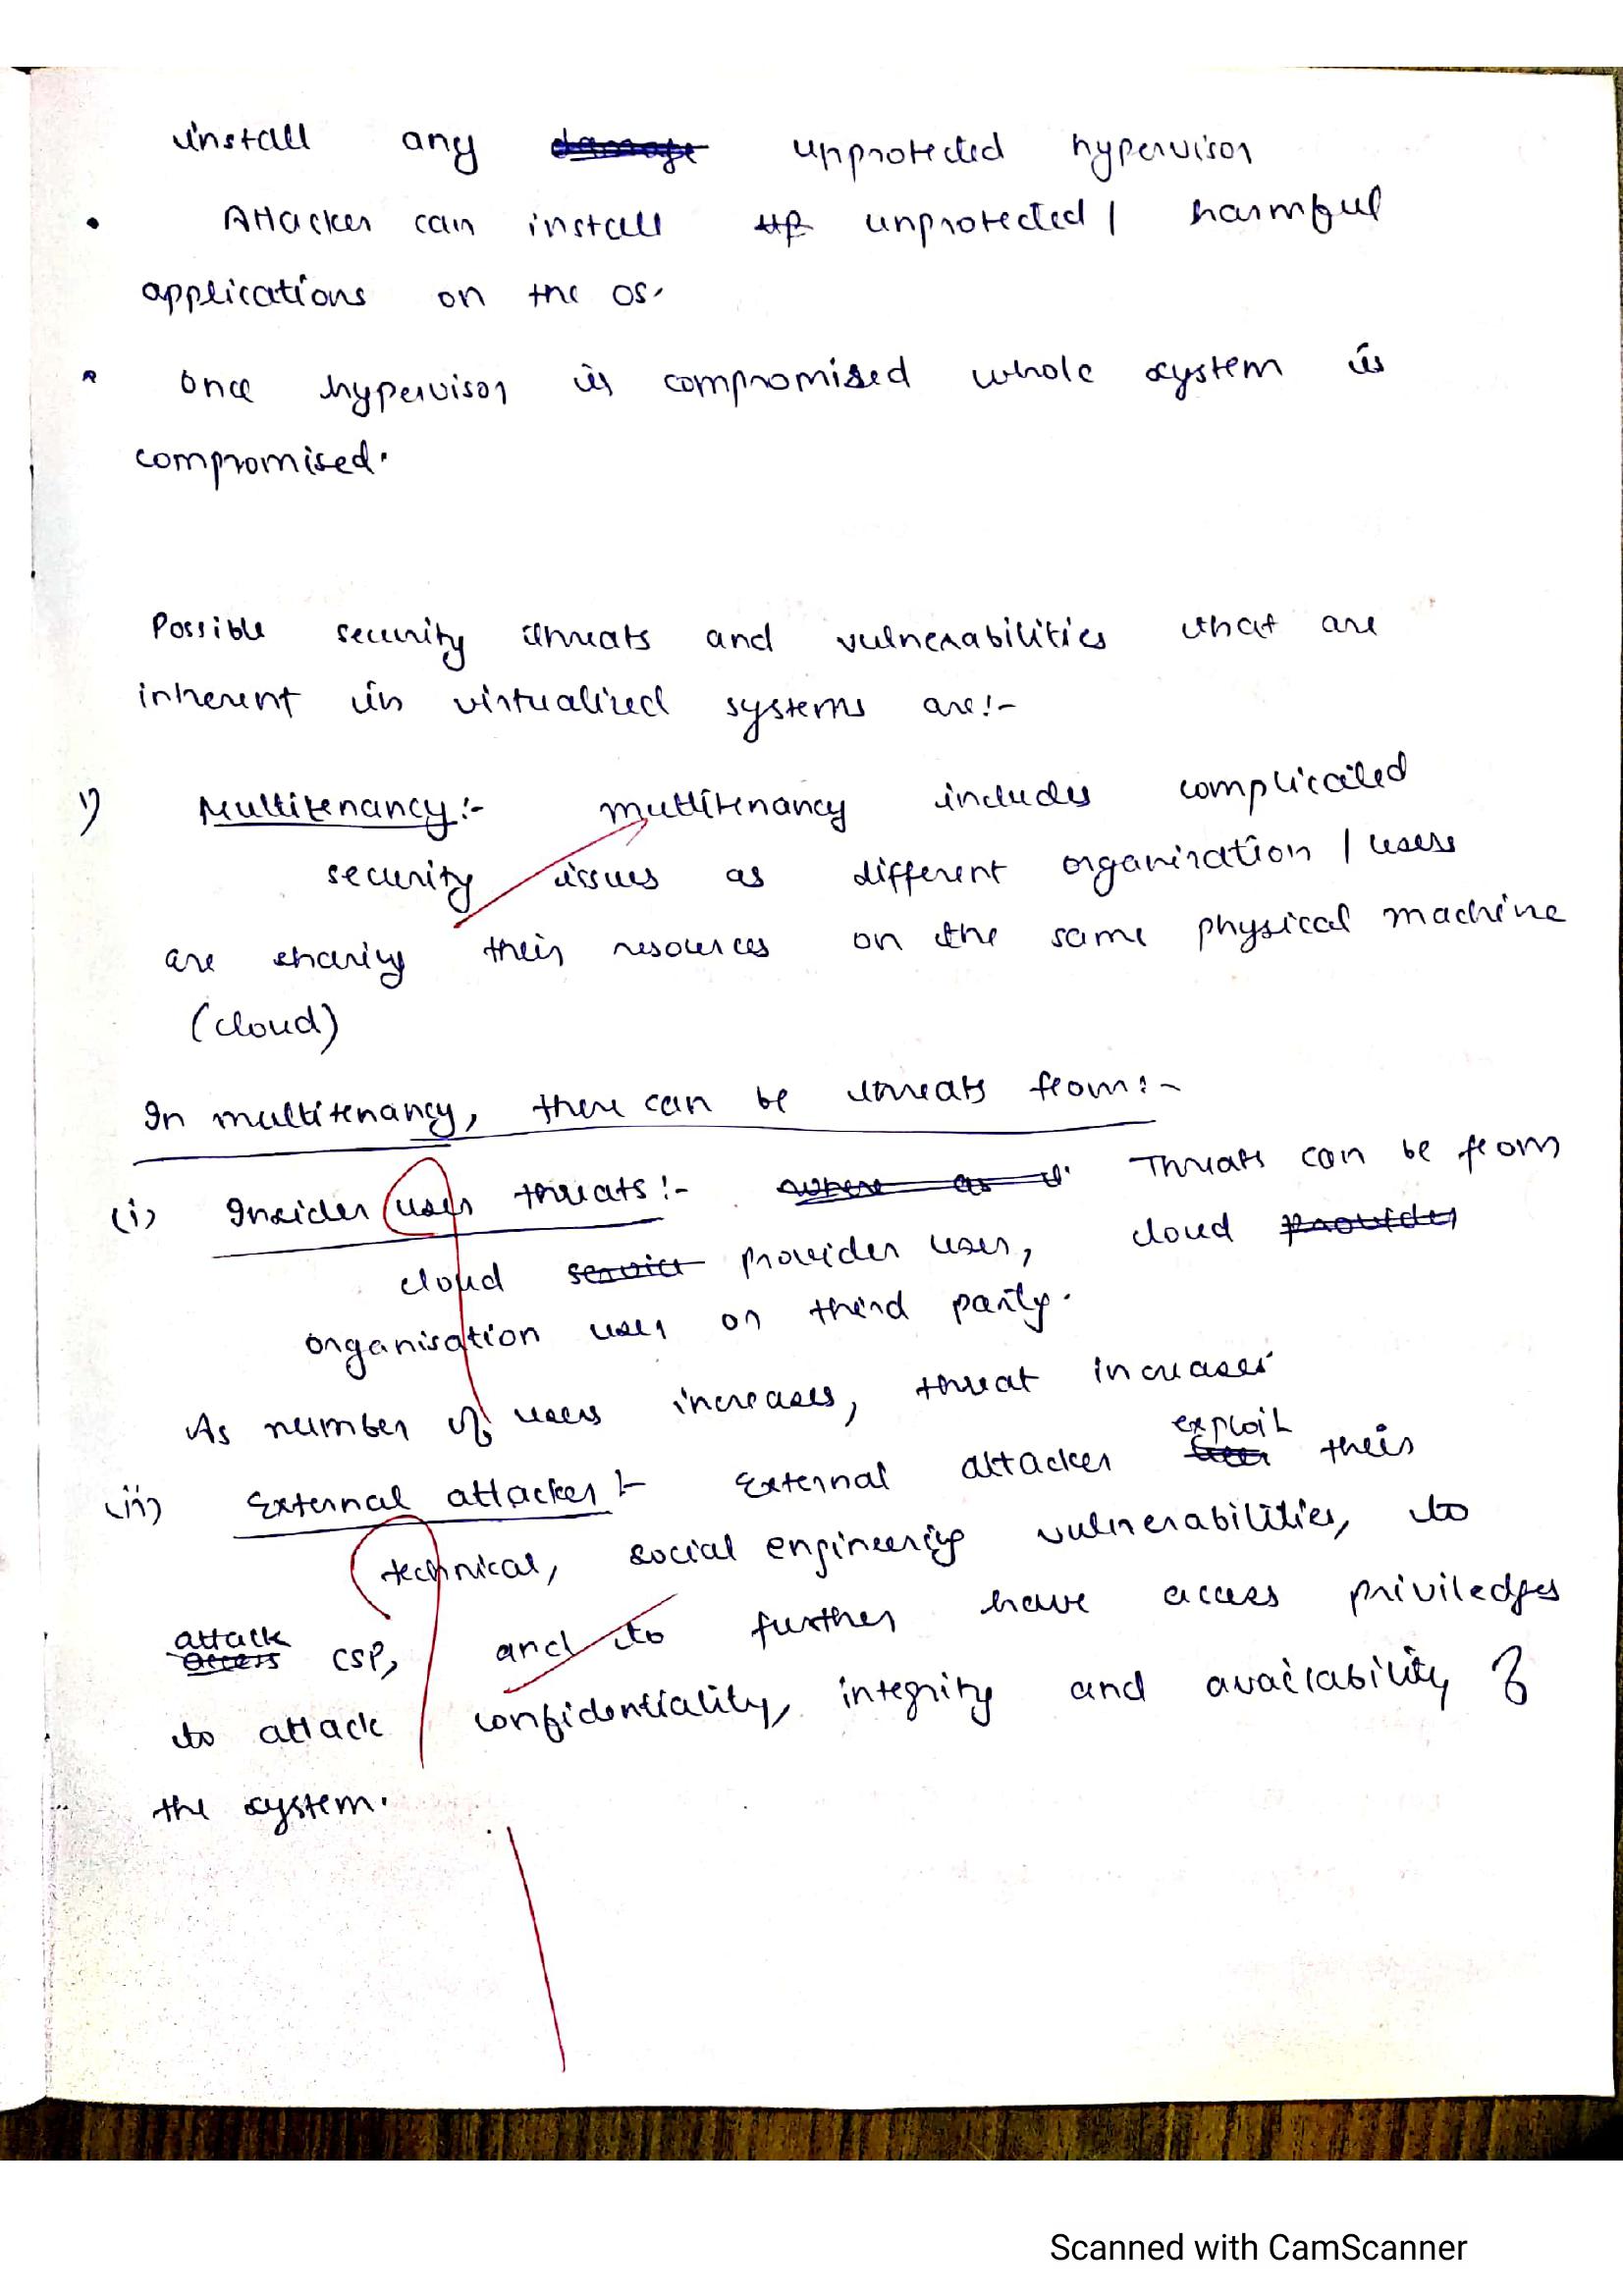 install any damage unprotected hypervisor
• Attacker can install unprotected / harmful
applications on the OS.
• Once hypervisor is compromised whole system is
compromised.
Possible security threats and vulnerabilities that are
inherent in virtualized systems are:-
1) Multitenancy:- multitenancy includes complicated
security issues as different organization / users
are sharing their resources on the same physical machine
(cloud)
In multitenancy, there can be threats from:-
(i) Insider user threats:- where as Threats can be from
cloud service provider user, cloud provider
organisation user or third party.
As number of users increases, threat increases
(ii) External attacker:- External attacker exploit their
technical, social engineering vulnerabilities, to
attack access CSP, and to further have access priviledges
to attack confidentiality, integrity and availability of
the system.
Scanned with CamScanner